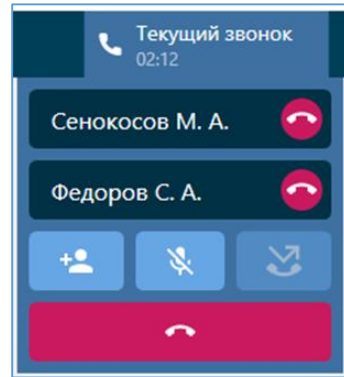 Текущий звонок
02:12
Сенокосов М. А.
Федоров С. А.